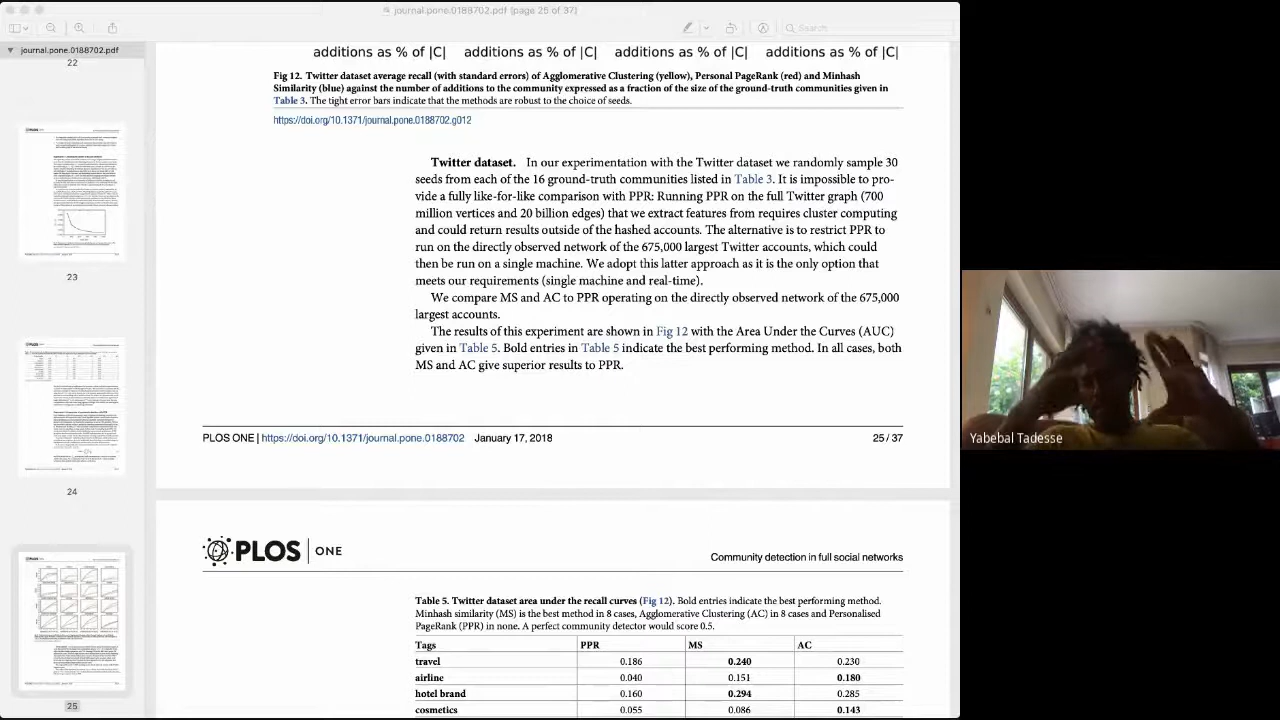 journal.pone.0188702.pdf (page 25 of 37)
Search
journal.pone.0188702.pdf
22
23
24
25
additions as % of |C| additions as % of |C| additions as % of |C| additions as % of |C|
Fig 12. Twitter dataset average recall (with standard errors) of Agglomerative Clustering (yellow), Personal PageRank (red) and Minhash
Similarity (blue) against the number of additions to the community expressed as a fraction of the size of the ground-truth communities given in
Table 3. The tight error bars indicate that the methods are robust to the choice of seeds.
https://doi.org/10.1371/journal.pone.0188702.g012
Twitter dataset. In our experimentation with the Twitter dataset we randomly sample 30
seeds from each of the 16 ground-truth communities listed in Table 3. It is impossible to pro-
vide a fully like-for-like comparison with PPR: Running PPR on the full Twitter graph (700
million vertices and 20 billion edges) that we extract features from requires cluster computing
and could return results outside of the hashed accounts. The alternative is to restrict PPR to
run on the directly observed network of the 675,000 largest Twitter accounts, which could
then be run on a single machine. We adopt this latter approach as it is the only option that
meets our requirements (single machine and real-time).
We compare MS and AC to PPR operating on the directly observed network of the 675,000
largest accounts.
The results of this experiment are shown in Fig 12 with the Area Under the Curves (AUC)
given in Table 5. Bold entries in Table 5 indicate the best performing method. In all cases, both
MS and AC give superior results to PPR.
PLOS ONE | https://doi.org/10.1371/journal.pone.0188702 January 17, 2018 25 / 37
PLOS ONE
Community detection in full social networks
Table 5. Twitter dataset area under the recall curves (Fig 12). Bold entries indicate the best performing method.
Minhash similarity (MS) is the best method in 8 cases, Agglomerative Clustering (AC) in 8 cases and Personalised
PageRank (PPR) in none. A perfect community detector would score 0.5.
Tags PPR MS AC
travel 0.186 0.240 0.230
airline 0.040 0.151 0.180
hotel brand 0.160 0.294 0.285
cosmetics 0.055 0.086 0.143
Yabebal Tadesse